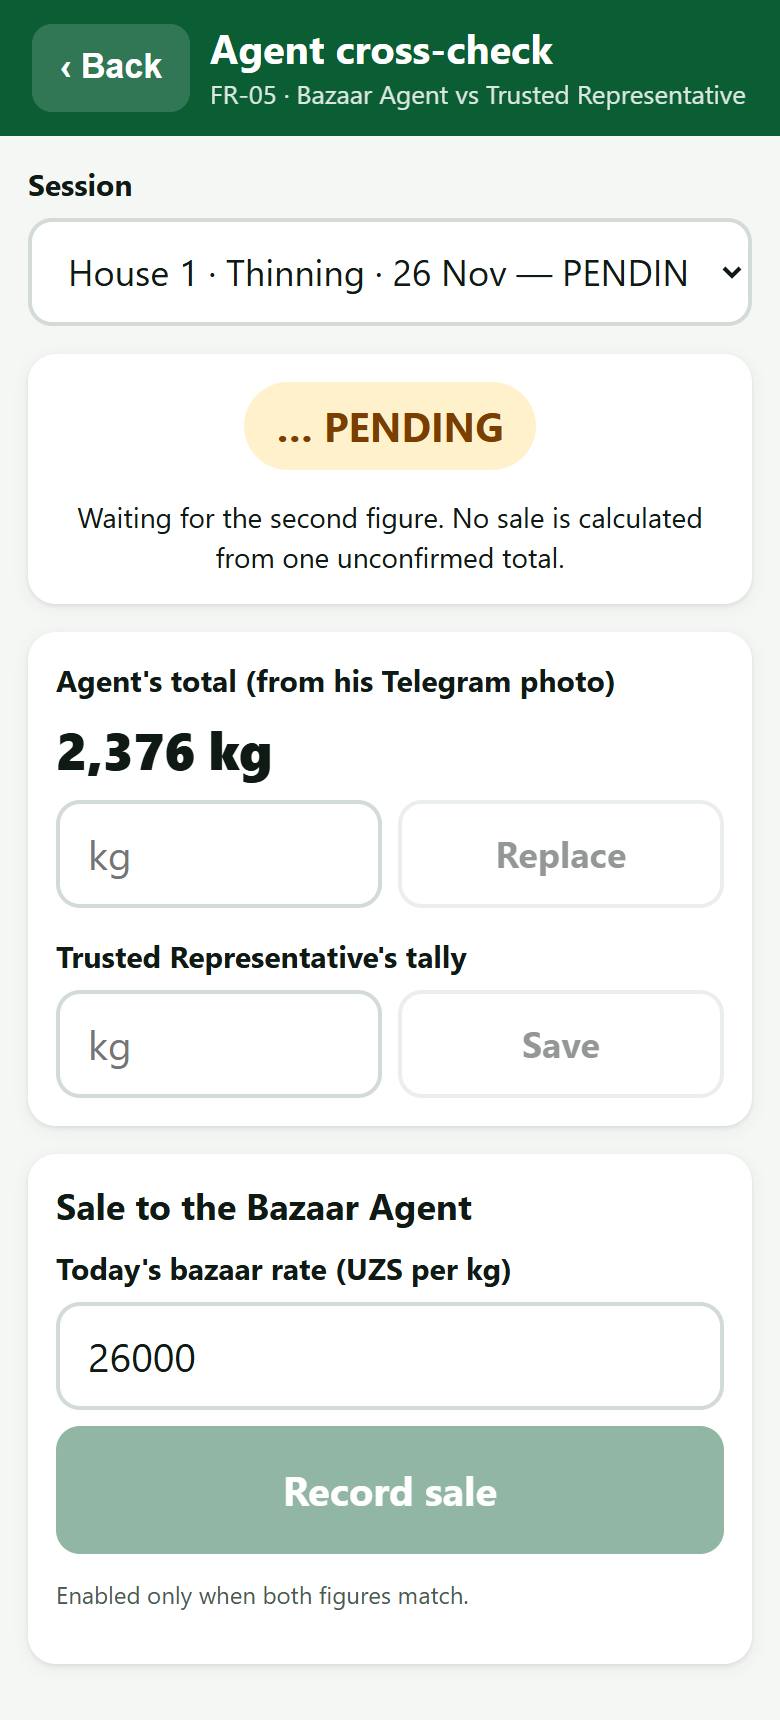 ‹ Back
Agent cross-check
FR-05 · Bazaar Agent vs Trusted Representative
Session
House 1 · Thinning · 26 Nov — PENDIN
... PENDING
Waiting for the second figure. No sale is calculated
from one unconfirmed total.
Agent's total (from his Telegram photo)
2,376 kg
kg
Replace
Trusted Representative's tally
kg
Save
Sale to the Bazaar Agent
Today's bazaar rate (UZS per kg)
26000
Record sale
Enabled only when both figures match.